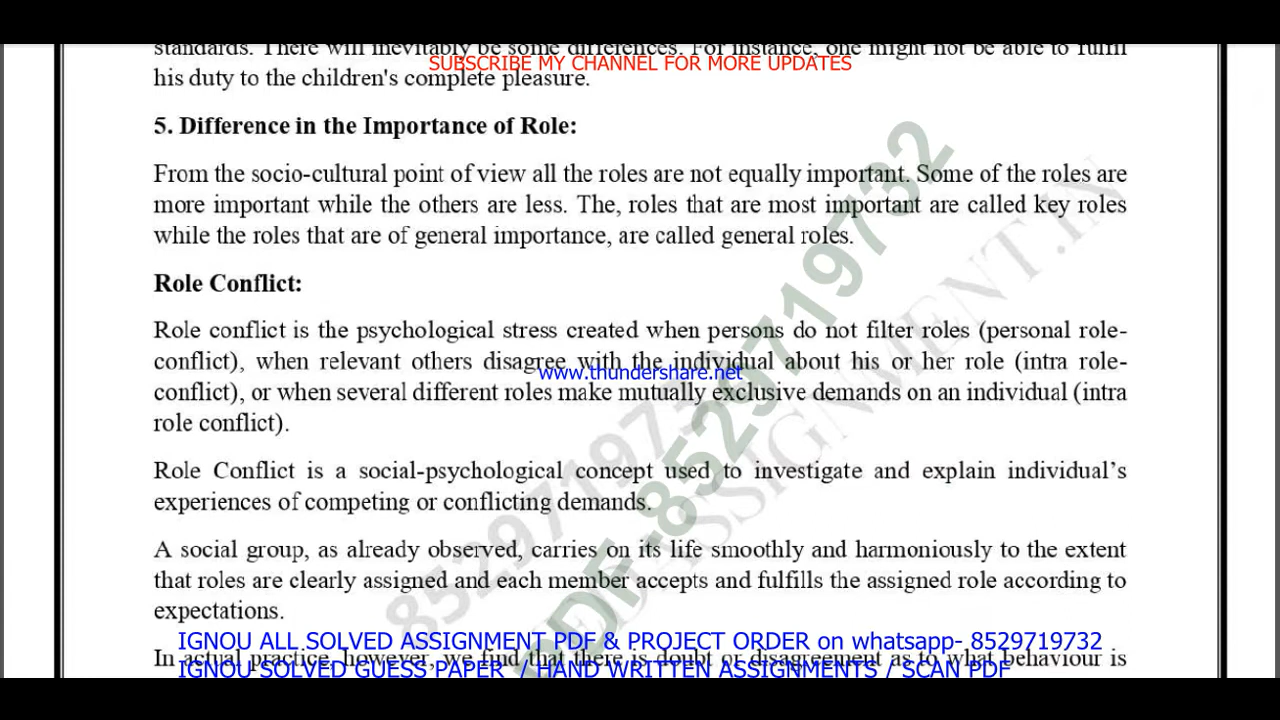 standards. There will inevitably be some differences. For instance, one might not be able to fulfil
SUBSCRIBE MY CHANNEL FOR MORE UPDATES
his duty to the children's complete pleasure.
5. Difference in the Importance of Role:
From the socio-cultural point of view all the roles are not equally important. Some of the roles are
more important while the others are less. The, roles that are most important are called key roles
while the roles that are of general importance, are called general roles.
Role Conflict:
Role conflict is the psychological stress created when persons do not filter roles (personal role-
conflict), when relevant others disagree with the individual about his or her role (intra role-
www.thundershare.net
conflict), or when several different roles make mutually exclusive demands on an individual (intra
role conflict).
Role Conflict is a social-psychological concept used to investigate and explain individual’s
experiences of competing or conflicting demands.
A social group, as already observed, carries on its life smoothly and harmoniously to the extent
that roles are clearly assigned and each member accepts and fulfills the assigned role according to
expectations.
IGNOU ALL SOLVED ASSIGNMENT PDF & PROJECT ORDER on whatsapp- 8529719732
In actual practice, however, we find that there is doubt or disagreement as to what behaviour is
IGNOU SOLVED GUESS PAPER / HAND WRITTEN ASSIGNMENTS / SCAN PDF
PDF-8529719732
8529719732
ASSIGNMENT.IN